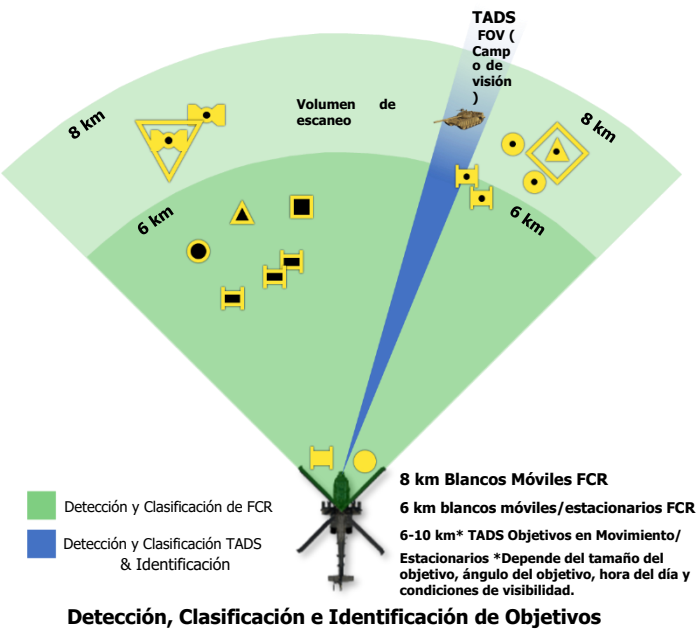 TADS
FOV (
Camp
o de
visión
)
Volumen de
escaneo
8 km
8 km
6 km
6 km
8 km Blancos Móviles FCR
6 km blancos móviles/estacionarios FCR
6-10 km* TADS Objetivos en Movimiento/
Estacionarios *Depende del tamaño del
objetivo, ángulo del objetivo, hora del día y
condiciones de visibilidad.
Detección y Clasificación de FCR
Detección y Clasificación TADS
& Identificación
Detección, Clasificación e Identificación de Objetivos